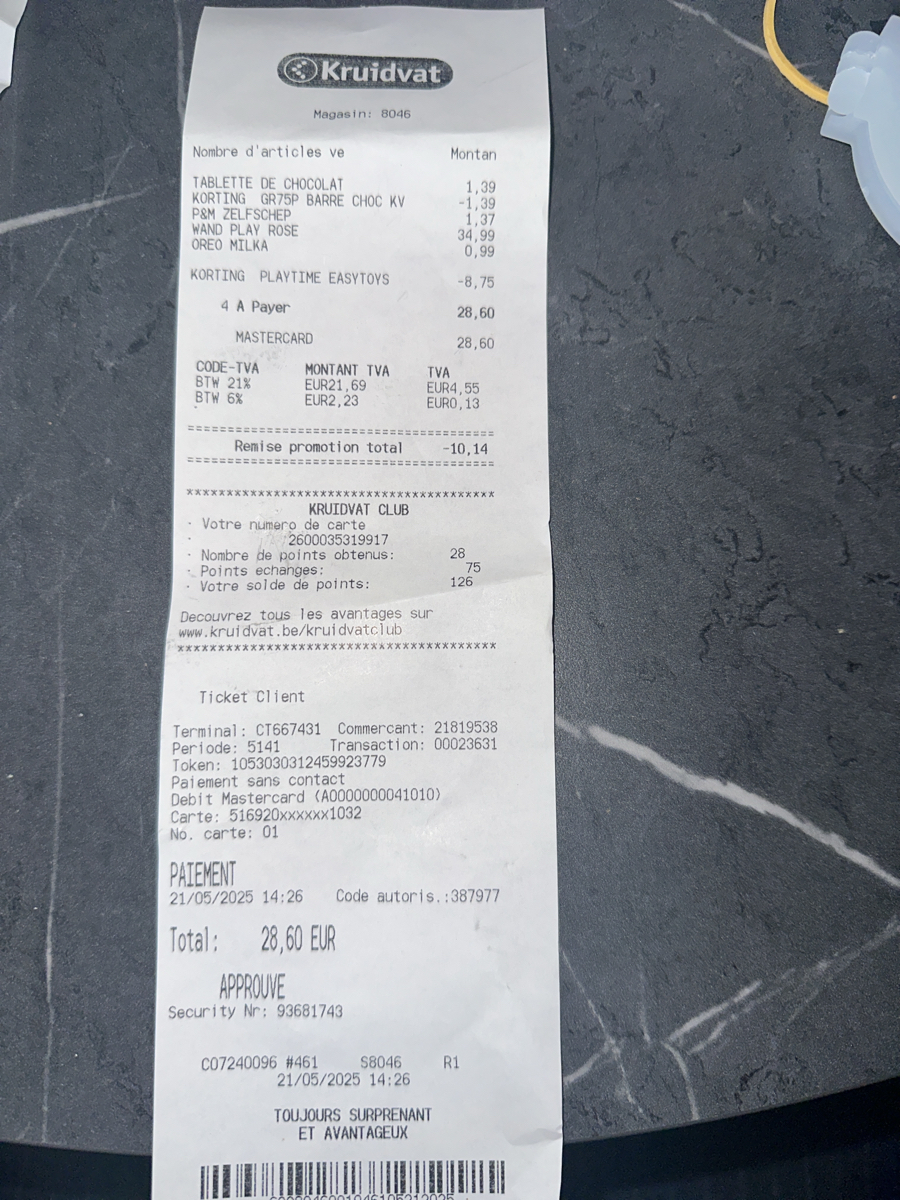 Kruidvat
Magasin: 8046
Nombre d'articles ve Montan
TABLETTE DE CHOCOLAT 1,39
KORTING GR75P BARRE CHOC KV -1,39
P&M ZELFSCHEP 1,37
WAND PLAY ROSE 34,99
OREO MILKA 0,99
KORTING PLAYTIME EASYTOYS -8,75
4 A Payer 28,60
MASTERCARD 28,60
CODE-TVA MONTANT TVA TVA
BTW 21% EUR21,69 EUR4,55
BTW 6% EUR2,23 EUR0,13
======================================
Remise promotion total -10,14
======================================
**************************************
KRUIDVAT CLUB
· Votre numero de carte
· 2600035319917
· Nombre de points obtenus: 28
· Points echanges: 75
· Votre solde de points: 126
Decouvrez tous les avantages sur
www.kruidvat.be/kruidvatclub
***************************************
Ticket Client
Terminal: CT667431 Commercant: 21819538
Periode: 5141 Transaction: 00023631
Token: 1053030312459923779
Paiement sans contact
Debit Mastercard (A0000000041010)
Carte: 516920xxxxxx1032
No. carte: 01
PAIEMENT
21/05/2025 14:26 Code autoris.:387977
Total: 28,60 EUR
APPROUVE
Security Nr: 93681743
C07240096 #461 S8046 R1
21/05/2025 14:26
TOUJOURS SURPRENANT
ET AVANTAGEUX